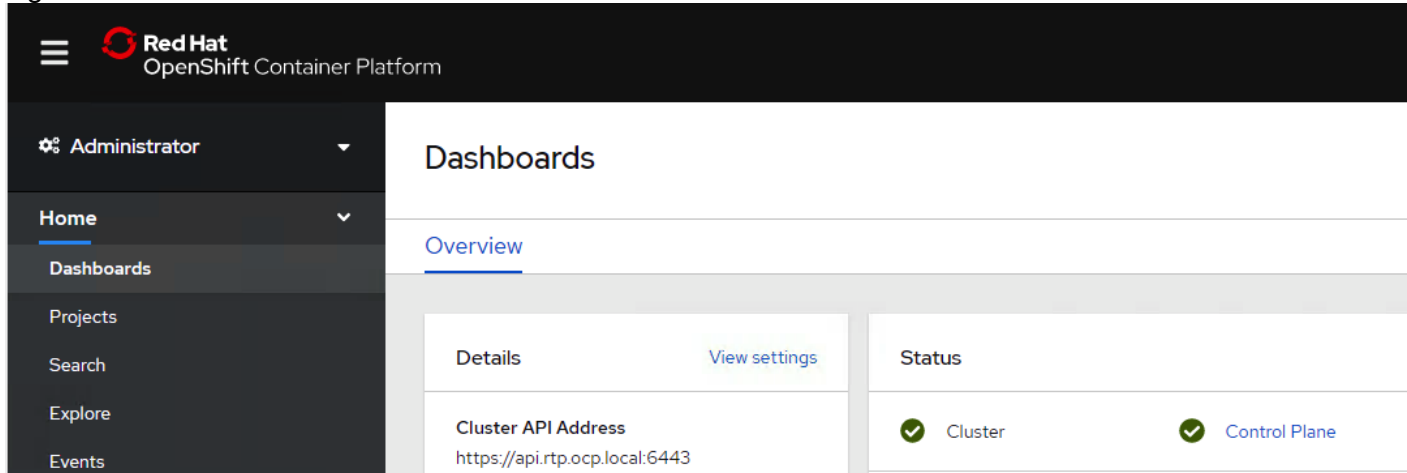 Red Hat
OpenShift Container Platform
Administrator
Home
Dashboards
Projects
Search
Explore
Events
Dashboards
Overview
Details
View settings
Cluster API Address
https://api.rtp.ocp.local:6443
Status
Cluster
Control Plane